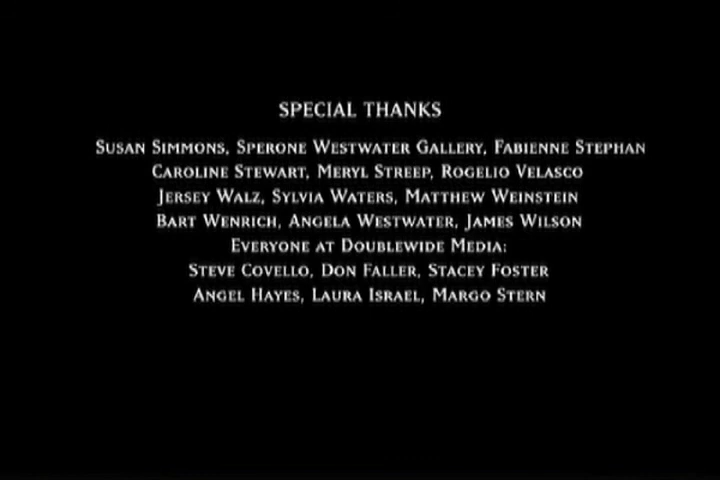 SPECIAL THANKS
SUSAN SIMMONS, SPERONE WESTWATER GALLERY, FABIENNE STEPHAN
CAROLINE STEWART, MERYL STREEP, ROGELIO VELASCO
JERSEY WALZ, SYLVIA WATERS, MATTHEW WEINSTEIN
BART WENRICH, ANGELA WESTWATER, JAMES WILSON
EVERYONE AT DOUBLEWIDE MEDIA:
STEVE COVELLO, DON FALLER, STACEY FOSTER
ANGEL HAYES, LAURA ISRAEL, MARGO STERN